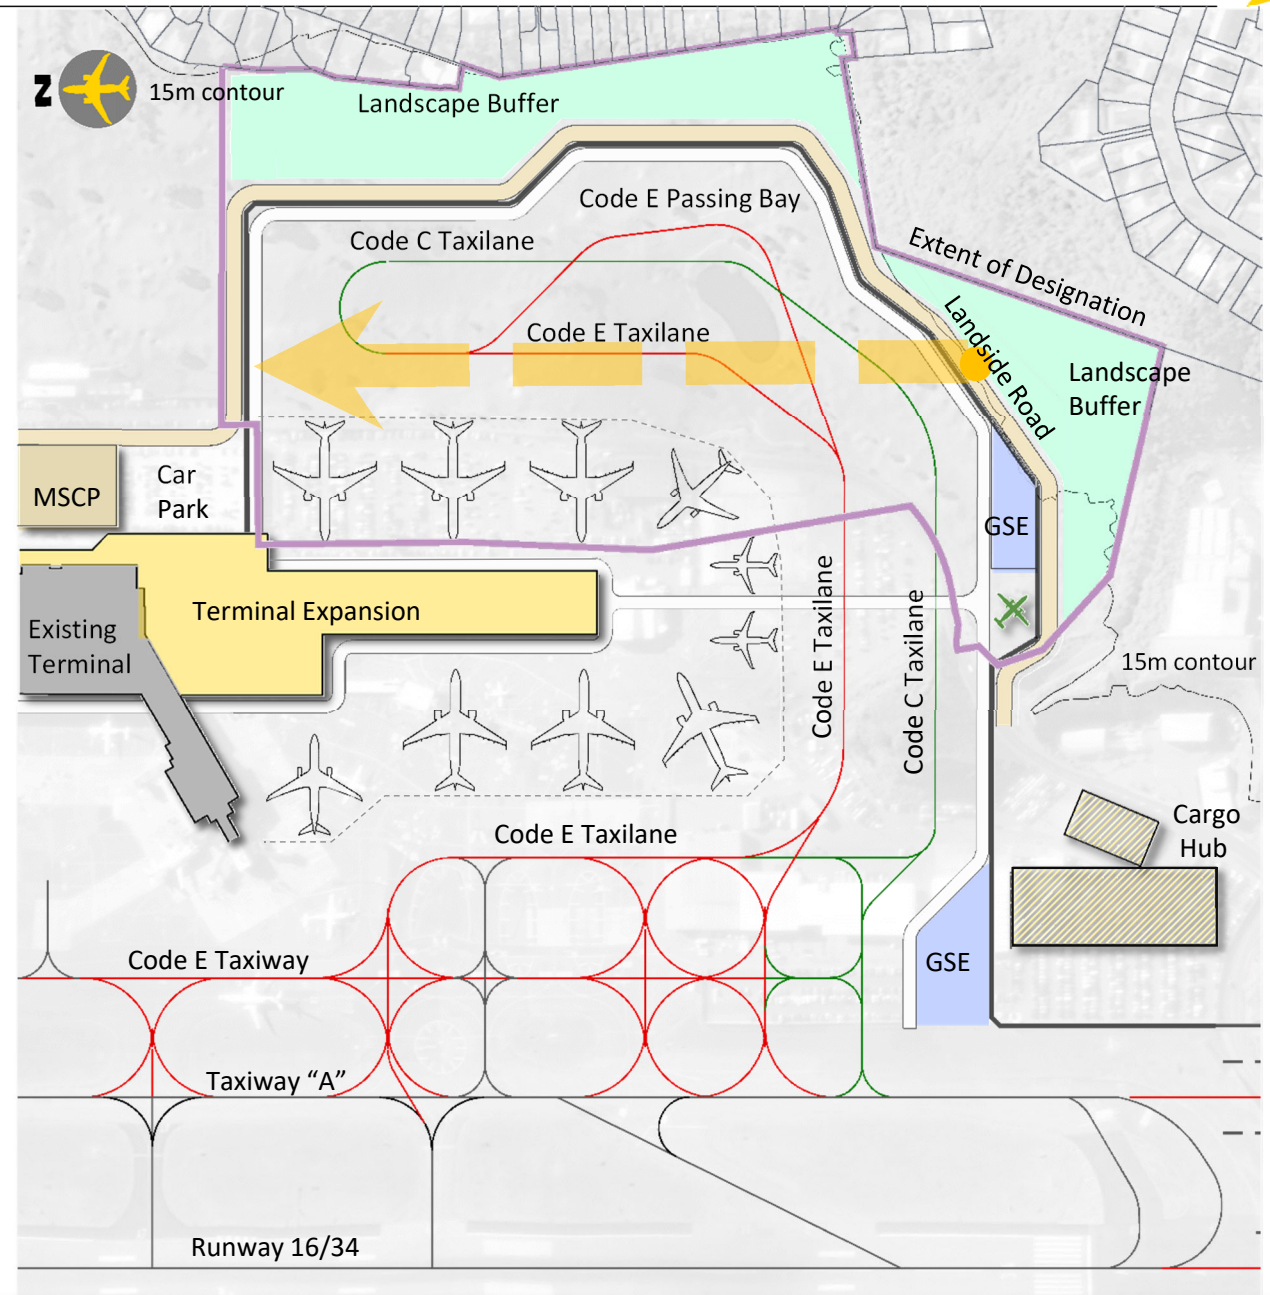 Z
15m contour
Landscape Buffer
Code E Passing Bay
Code C Taxilane
Extent of Designation
Code E Taxilane
Landside Road
Landscape
Buffer
MSCP
Car
Park
GSE
Terminal Expansion
Existing
Terminal
Code E Taxilane
Code C Taxilane
15m contour
Code E Taxilane
Cargo
Hub
Code E Taxiway
GSE
Taxiway “A”
Runway 16/34